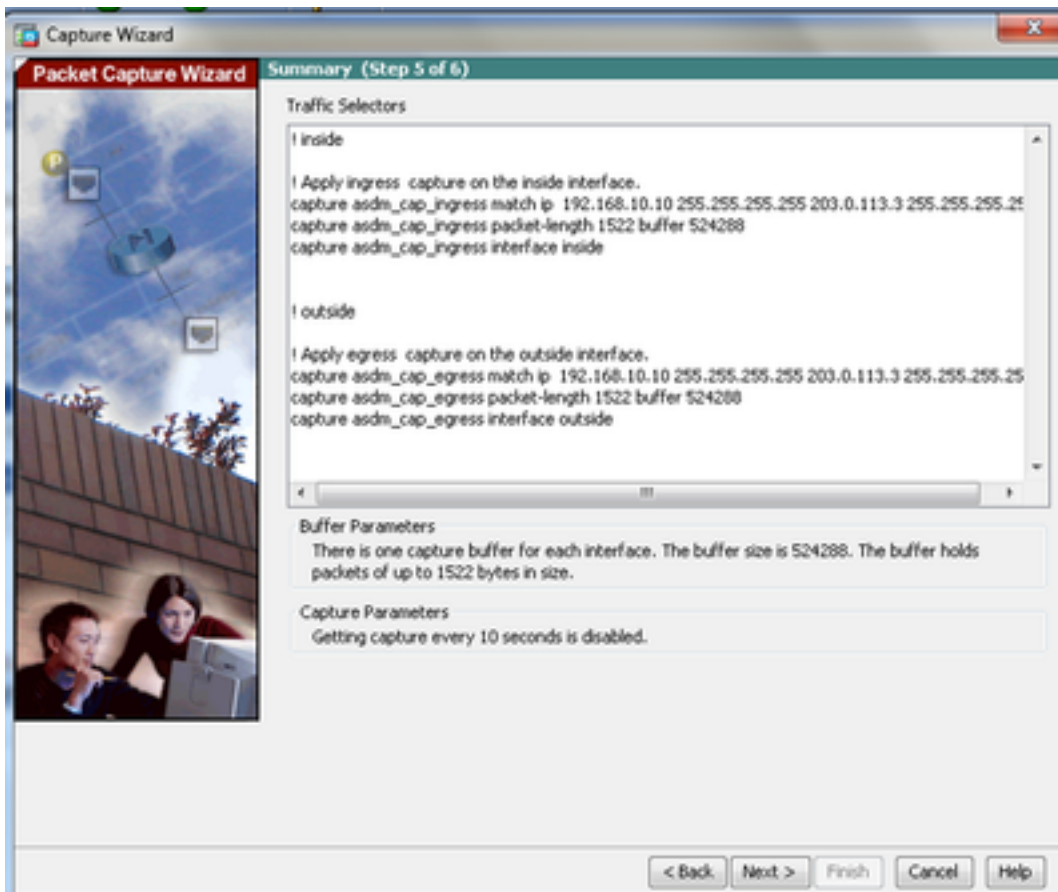 Capture Wizard
Packet Capture Wizard
Summary (Step 5 of 6)
Traffic Selectors
! inside
! Apply ingress  capture on the inside interface.
capture asdm_cap_ingress match ip  192.168.10.10 255.255.255.255 203.0.113.3 255.255.255.25
capture asdm_cap_ingress packet-length 1522 buffer 524288
capture asdm_cap_ingress interface inside
! outside
! Apply egress  capture on the outside interface.
capture asdm_cap_egress match ip  192.168.10.10 255.255.255.255 203.0.113.3 255.255.255.25
capture asdm_cap_egress packet-length 1522 buffer 524288
capture asdm_cap_egress interface outside
Buffer Parameters
There is one capture buffer for each interface. The buffer size is 524288. The buffer holds
packets of up to 1522 bytes in size.
Capture Parameters
Getting capture every 10 seconds is disabled.
< Back Next > Finish Cancel Help